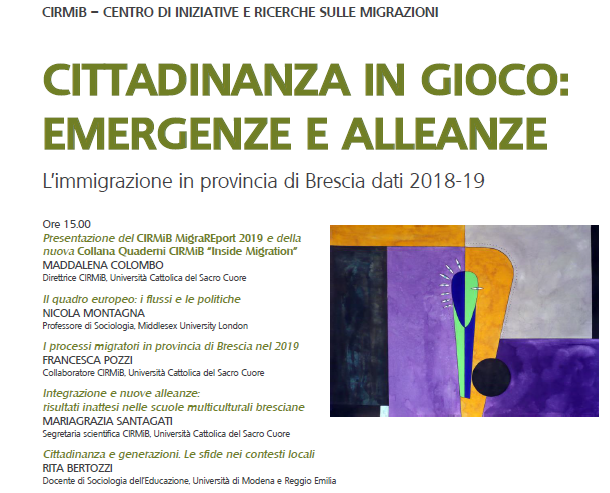 CIRMiB – CENTRO DI INIZIATIVE E RICERCHE SULLE MIGRAZIONI
CITTADINANZA IN GIOCO:
EMERGENZE E ALLEANZE
L'immigrazione in provincia di Brescia dati 2018-19
Ore 15.00
Presentazione del CIRMiB MigraREport 2019 e della
nuova Collana Quaderni CIRMiB "Inside Migration"
MADDALENA COLOMBO
Direttrice CIRMiB, Università Cattolica del Sacro Cuore
Il quadro europeo: i flussi e le politiche
NICOLA MONTAGNA
Professore di Sociologia, Middlesex University London
I processi migratori in provincia di Brescia nel 2019
FRANCESCA POZZI
Collaboratore CIRMiB, Università Cattolica del Sacro Cuore
Integrazione e nuove alleanze:
risultati inattesi nelle scuole multiculturali bresciane
MARIAGRAZIA SANTAGATI
Segretaria scientifica CIRMiB, Università Cattolica del Sacro Cuore
Cittadinanza e generazioni. Le sfide nei contesti locali
RITA BERTOZZI
Docente di Sociologia dell'Educazione, Università di Modena e Reggio Emilia